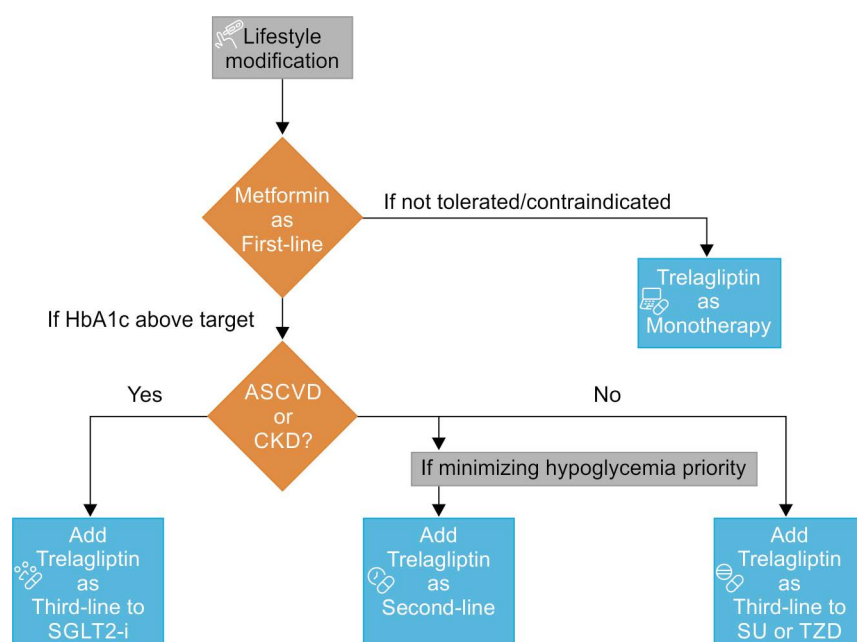 Lifestyle
modification
Metformin
as
First-line
If not tolerated/contraindicated
Trelagliptin
as
Monotherapy
If HbA1c above target
ASCVD
or
CKD?
Yes
No
If minimizing hypoglycemia priority
Add
Trelagliptin
as
Third-line to
SGLT2-i
Add
Trelagliptin
as
Second-line
Add
Trelagliptin
as
Third-line to
SU or TZD